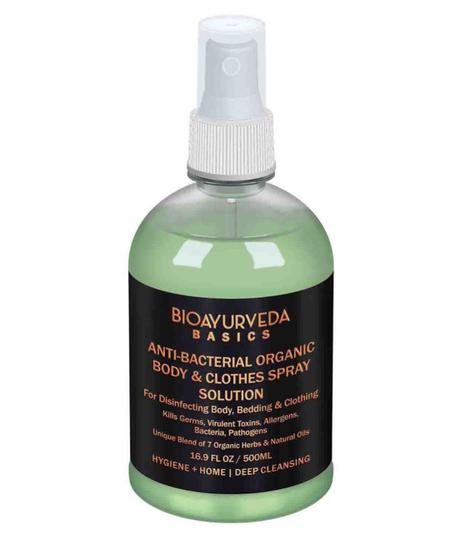 BIOAYURVEDA
BASICS
ANTI-BACTERIAL ORGANIC
BODY & CLOTHES SPRAY
SOLUTION
For Disinfecting Body, Bedding & Clothing
Kills Germs, Virulent Toxins, Allergens,
Bacteria, Pathogens
Unique Blend of 7 Organic Herbs & Natural Oils
16.9 FL OZ / 500ML
HYGIENE + HOME | DEEP CLEANSING